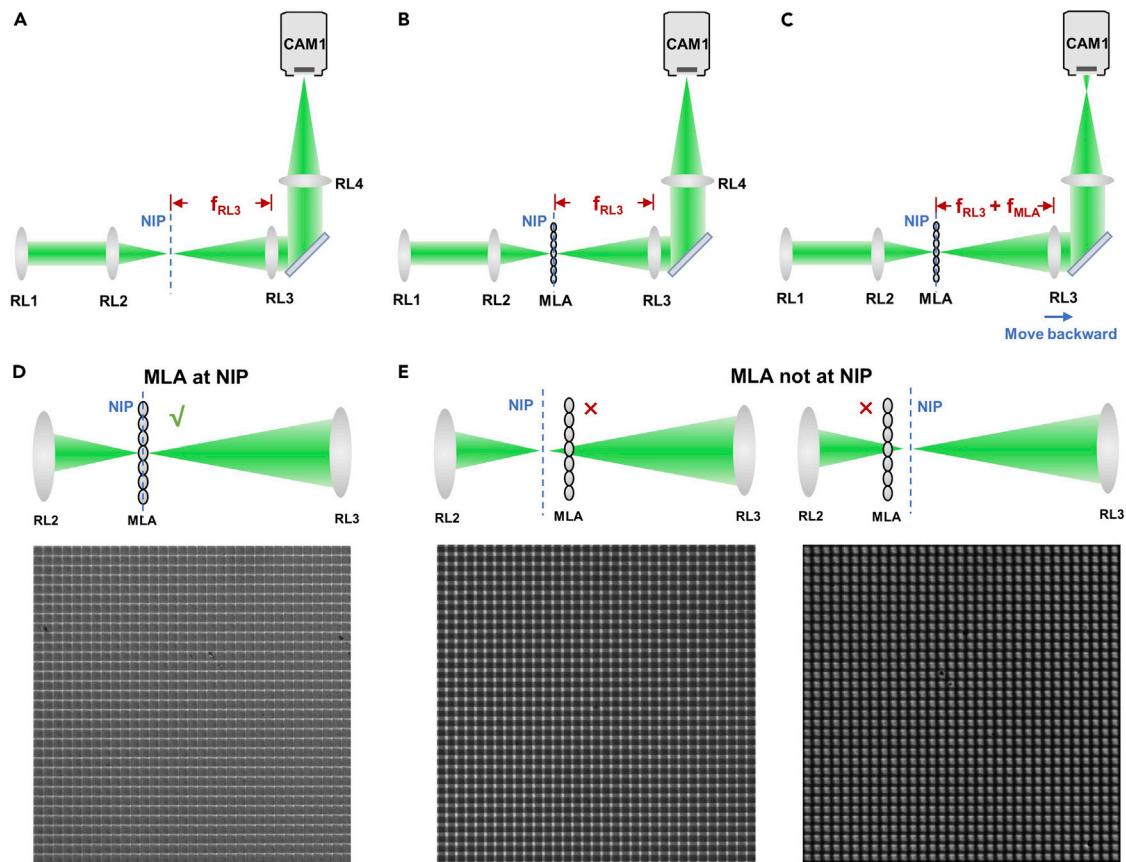 A
B
C
CAM1
CAM1
CAM1
RL4
RL4
f_RL3
f_RL3
f_RL3 + f_MLA
NIP
NIP
NIP
RL1
RL2
RL3
RL1
RL2
MLA
RL3
RL1
RL2
MLA
RL3
Move backward
D
MLA at NIP
E
MLA not at NIP
NIP
√
NIP
×
×
NIP
RL2
MLA
RL3
RL2
MLA
RL3
RL2
MLA
RL3